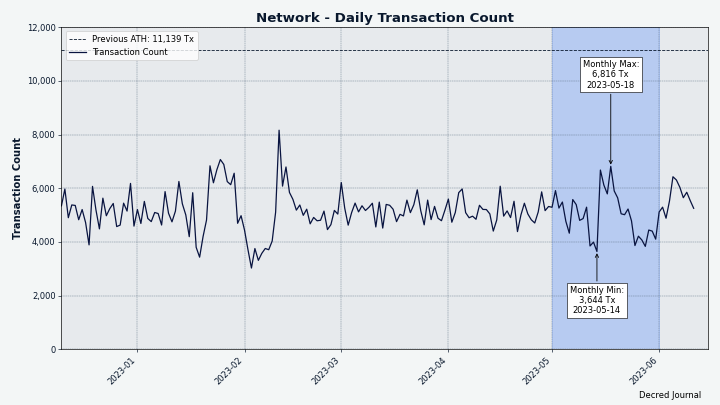 Network - Daily Transaction Count
12,000
10,000
8,000
6,000
4,000
2,000
0
Transaction Count
Previous ATH: 11,139 Tx
Transaction Count
Monthly Max:
6,816 Tx
2023-05-18
Monthly Min:
3,644 Tx
2023-05-14
2023-01
2023-02
2023-03
2023-04
2023-05
2023-06
Decred Journal